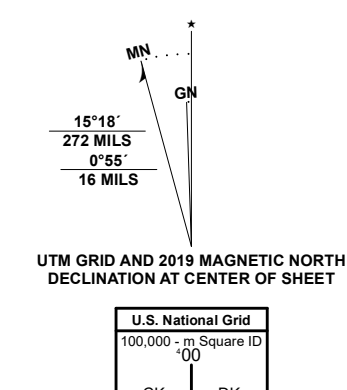 ★
MN
GN
15°18´
272 MILS
0°55´
16 MILS
UTM GRID AND 2019 MAGNETIC NORTH
DECLINATION AT CENTER OF SHEET
U.S. National Grid
100,000 - m Square ID
⁴00